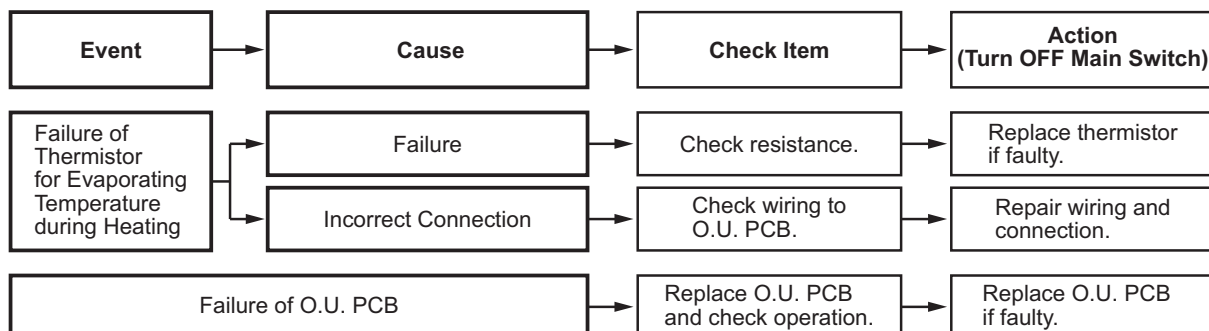 Event
Cause
Check Item
Action
(Turn OFF Main Switch)
Failure of
Thermistor
for Evaporating
Temperature
during Heating
Failure
Check resistance.
Replace thermistor
if faulty.
Incorrect Connection
Check wiring to
O.U. PCB.
Repair wiring and
connection.
Failure of O.U. PCB
Replace O.U. PCB
and check operation.
Replace O.U. PCB
if faulty.